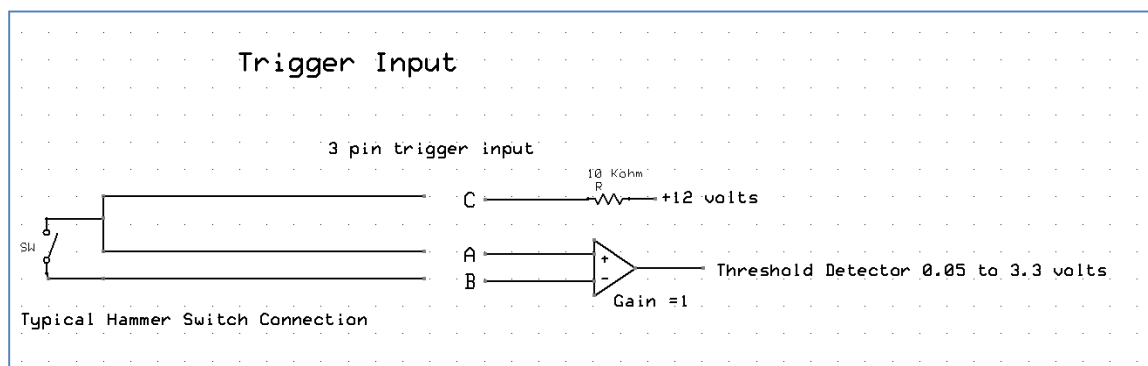 Trigger Input
3 pin trigger input
10 Kohm
R
C
+12 volts
SW
A
+
B
-
Threshold Detector 0.05 to 3.3 volts
Gain =1
Typical Hammer Switch Connection